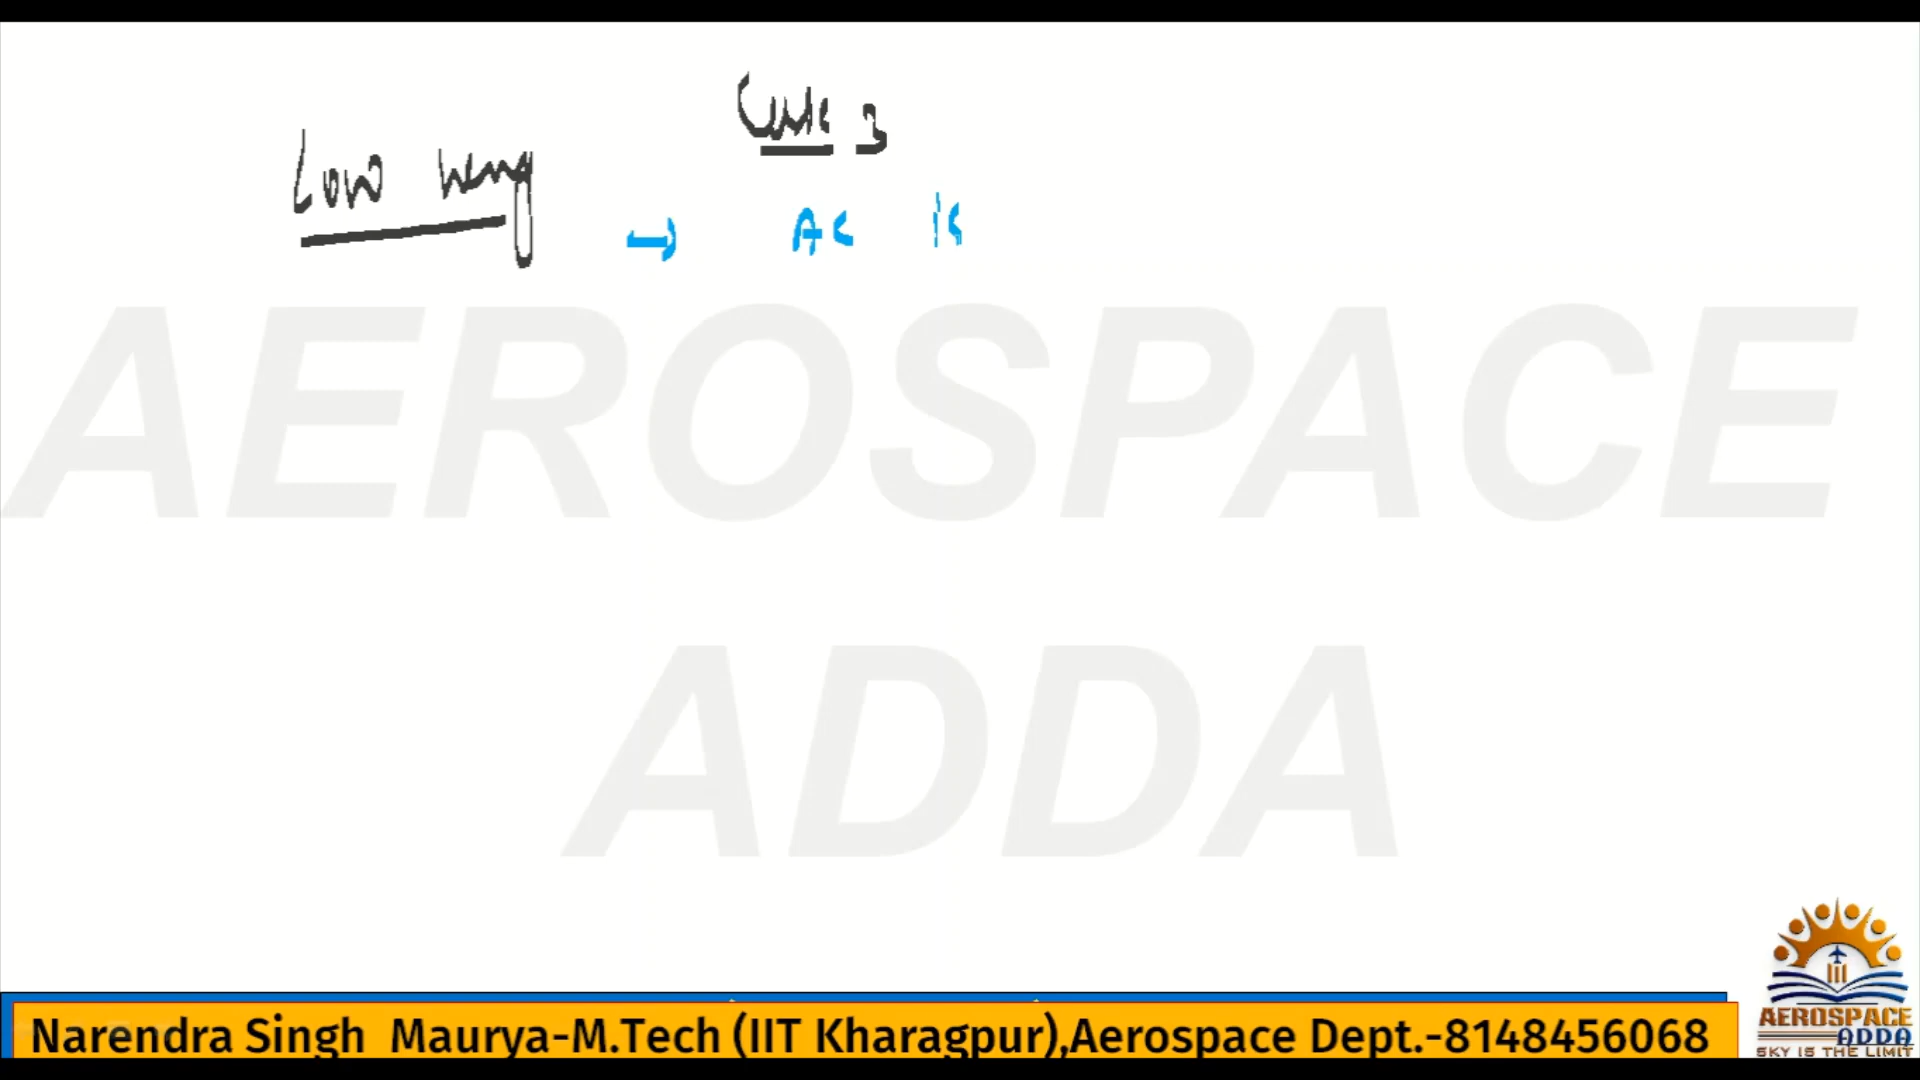 Case 3
Low Wing
→ AC is
AEROSPACE
ADDA
Narendra Singh Maurya-M.Tech (IIT Kharagpur),Aerospace Dept.-8148456068
AEROSPACE
ADDA
SKY IS THE LIMIT